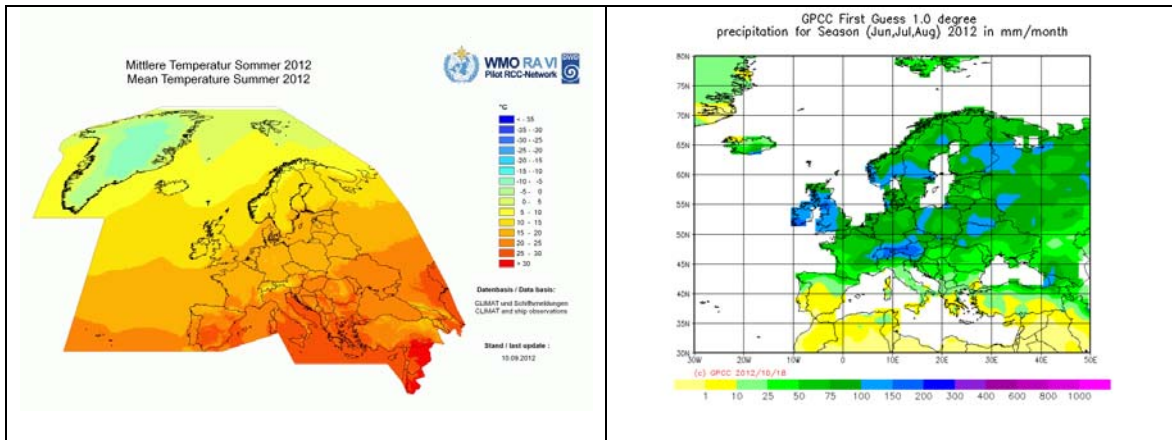 Mittlere Temperatur Sommer 2012
Mean Temperature Summer 2012
WMO RA VI
Pilot RCC-Network
DWD
°C
< - 35
-35 - -30
-30 - -25
-25 - -20
-20 - -15
-15 - -10
-10 - -5
-5 - 0
0 - 5
5 - 10
10 - 15
15 - 20
20 - 25
25 - 30
> 30
Datenbasis / Data basis:
CLIMAT und Schiffsmeldungen
CLIMAT and ship observations
Stand / last update :
10.09.2012
GPCC First Guess 1.0 degree
precipitation for Season (Jun,Jul,Aug) 2012 in mm/month
80N
75N
70N
65N
60N
55N
50N
45N
40N
35N
30N
30W 20W 10W 0 10E 20E 30E 40E 50E
(c) GPCC 2012/10/18
1 10 25 50 75 100 150 200 300 400 600 800 1000